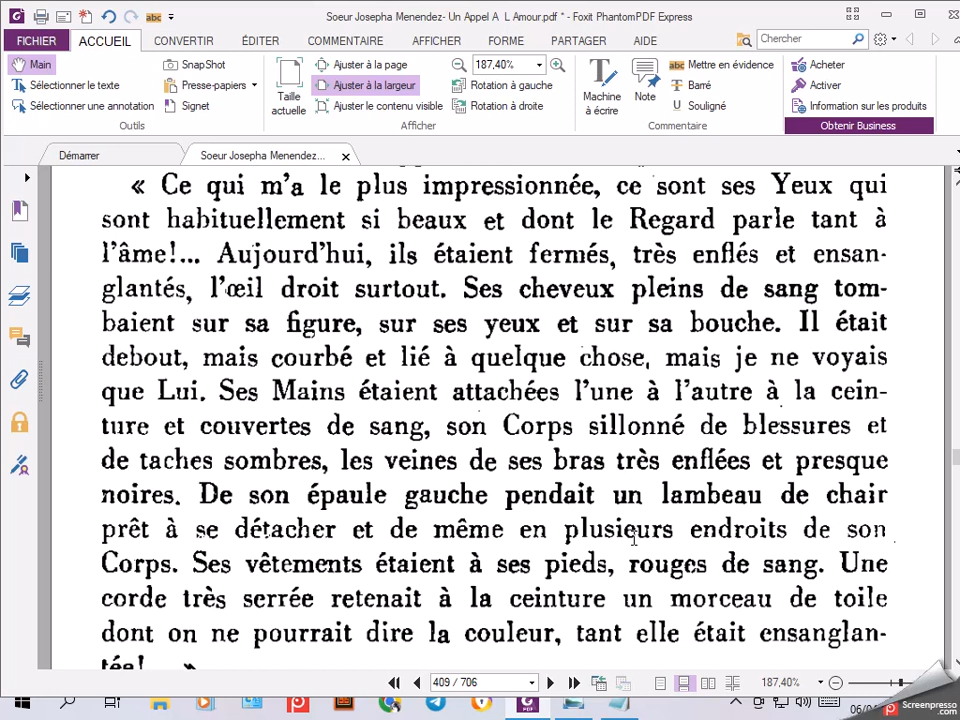 Soeur Josepha Menendez- Un Appel A L Amour.pdf * - Foxit PhantomPDF Express
FICHIER ACCUEIL CONVERTIR ÉDITER COMMENTAIRE AFFICHER FORME PARTAGER AIDE Chercher
Main SnapShot Ajuster à la page 187,40% Mettre en évidence Acheter
Sélectionner le texte Presse-papiers Ajuster à la largeur Rotation à gauche Barré Activer
Sélectionner une annotation Signet Taille actuelle Ajuster le contenu visible Rotation à droite Machine à écrire Note Souligné Information sur les produits
Outils Afficher Commentaire Obtenir Business
Démarrer Soeur Josepha Menendez...
« Ce qui m'a le plus impressionnée, ce sont ses Yeux qui
sont habituellement si beaux et dont le Regard parle tant à
l'âme!... Aujourd'hui, ils étaient fermés, très enflés et ensan-
glantés, l'œil droit surtout. Ses cheveux pleins de sang tom-
baient sur sa figure, sur ses yeux et sur sa bouche. Il était
debout, mais courbé et lié à quelque chose, mais je ne voyais
que Lui. Ses Mains étaient attachées l'une à l'autre à la cein-
ture et couvertes de sang, son Corps sillonné de blessures et
de taches sombres, les veines de ses bras très enflées et presque
noires. De son épaule gauche pendait un lambeau de chair
prêt à se détacher et de même en plusieurs endroits de son
Corps. Ses vêtements étaient à ses pieds, rouges de sang. Une
corde très serrée retenait à la ceinture un morceau de toile
dont on ne pourrait dire la couleur, tant elle était ensanglan-
tée!... »
409 / 706 187,40%
Screenpresso
.com